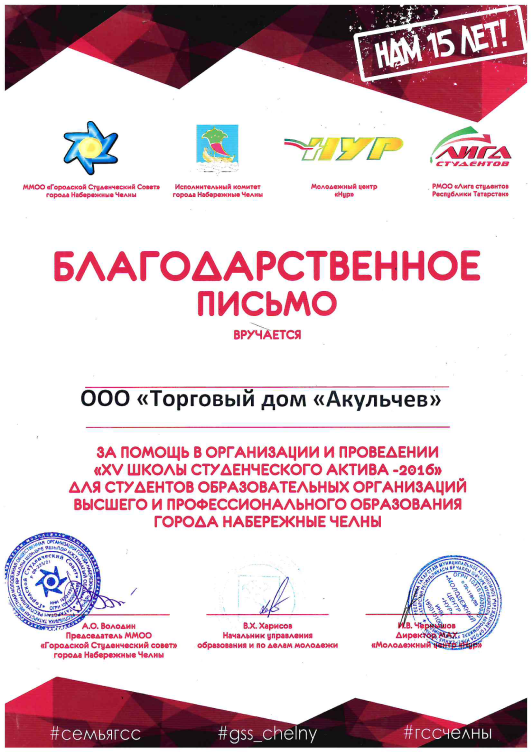 НАМ 15 ЛЕТ!
НУР
ЛИГА
СТУДЕНТОВ
ММОО «Городской Студенческий Совет»
города Набережные Челны
Исполнительный комитет
города Набережные Челны
Молодежный центр
«Нур»
РМОО «Лига студентов
Республики Татарстан»
БЛАГОДАРСТВЕННОЕ
ПИСЬМО
ВРУЧАЕТСЯ
ООО «Торговый дом «Акульчев»
ЗА ПОМОЩЬ В ОРГАНИЗАЦИИ И ПРОВЕДЕНИИ
«XV ШКОЛЫ СТУДЕНЧЕСКОГО АКТИВА -2016»
ДЛЯ СТУДЕНТОВ ОБРАЗОВАТЕЛЬНЫХ ОРГАНИЗАЦИЙ
ВЫСШЕГО И ПРОФЕССИОНАЛЬНОГО ОБРАЗОВАНИЯ
ГОРОДА НАБЕРЕЖНЫЕ ЧЕЛНЫ
А.О. Володин
Председатель ММОО
«Городской Студенческий совет»
города Набережные Челны
В.Х. Харисов
Начальник управления
образования и по делам молодежи
Директор МАУ
«Молодежный центр «Нур»
#семьягсс
#gss_chelny
#гссчелны